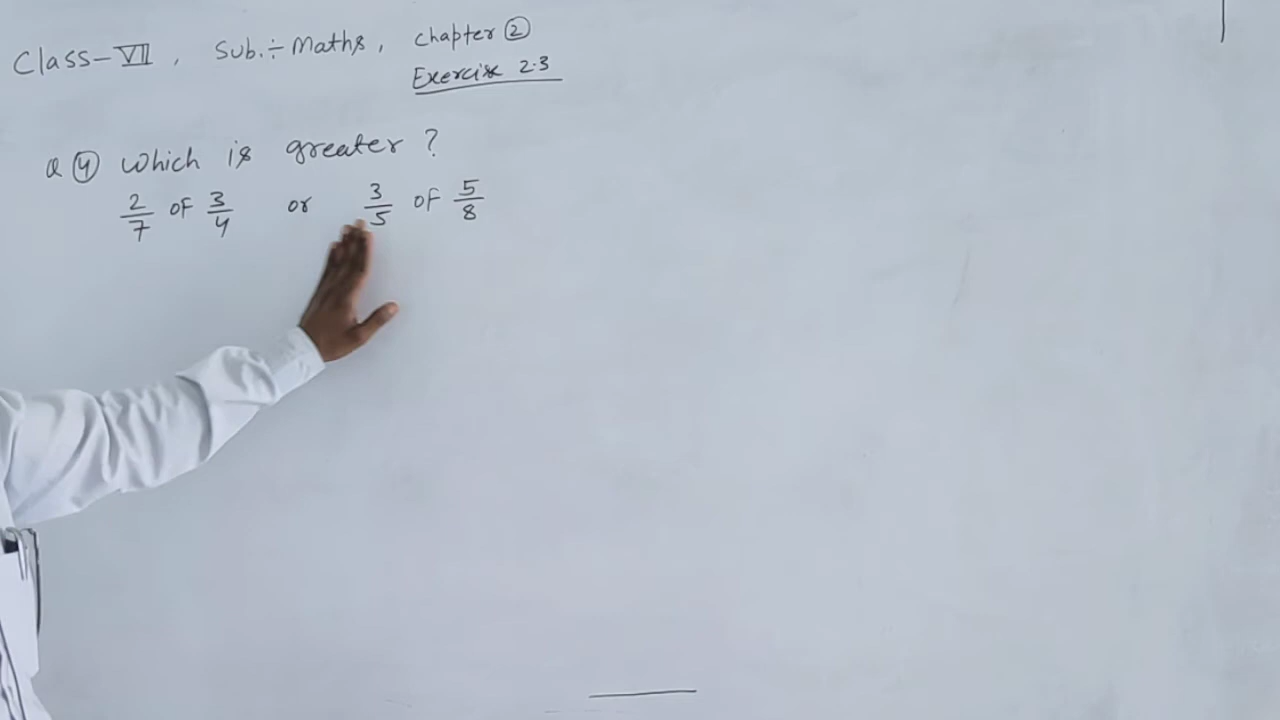 Class-VII, Sub.÷ Maths, Chapter ②
Exercise 2.3
Q ④ Which is greater?
2/7 of 3/4 or 3/5 of 5/8